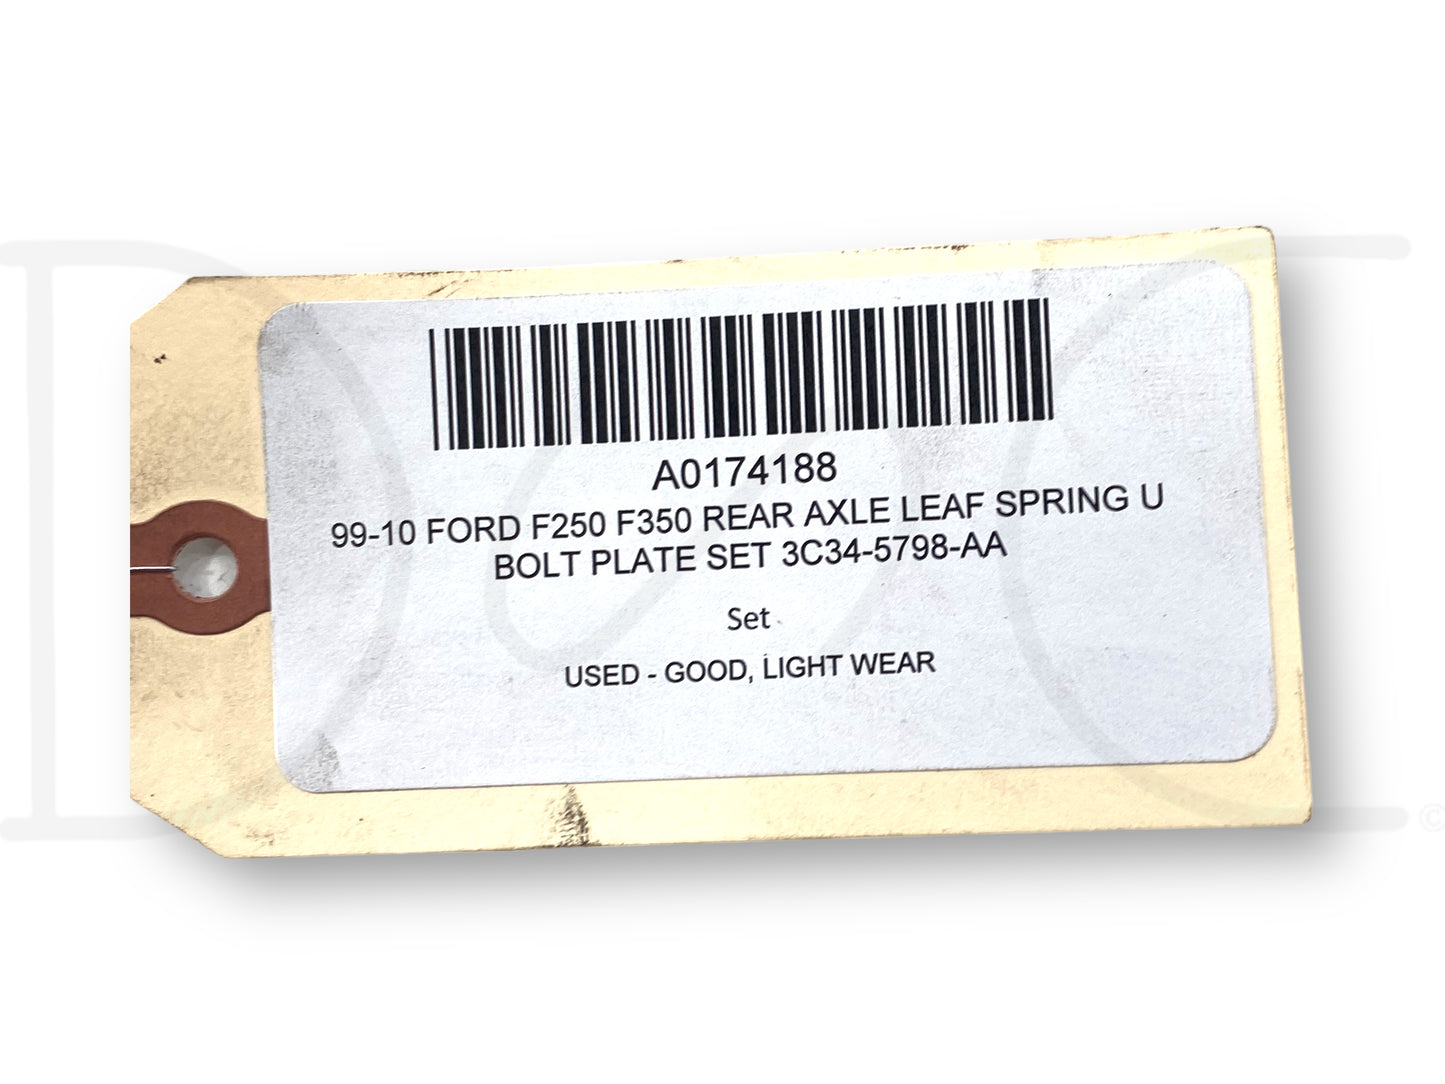 A0174188
99-10 FORD F250 F350 REAR AXLE LEAF SPRING U
BOLT PLATE SET 3C34-5798-AA
Set
USED - GOOD, LIGHT WEAR
©